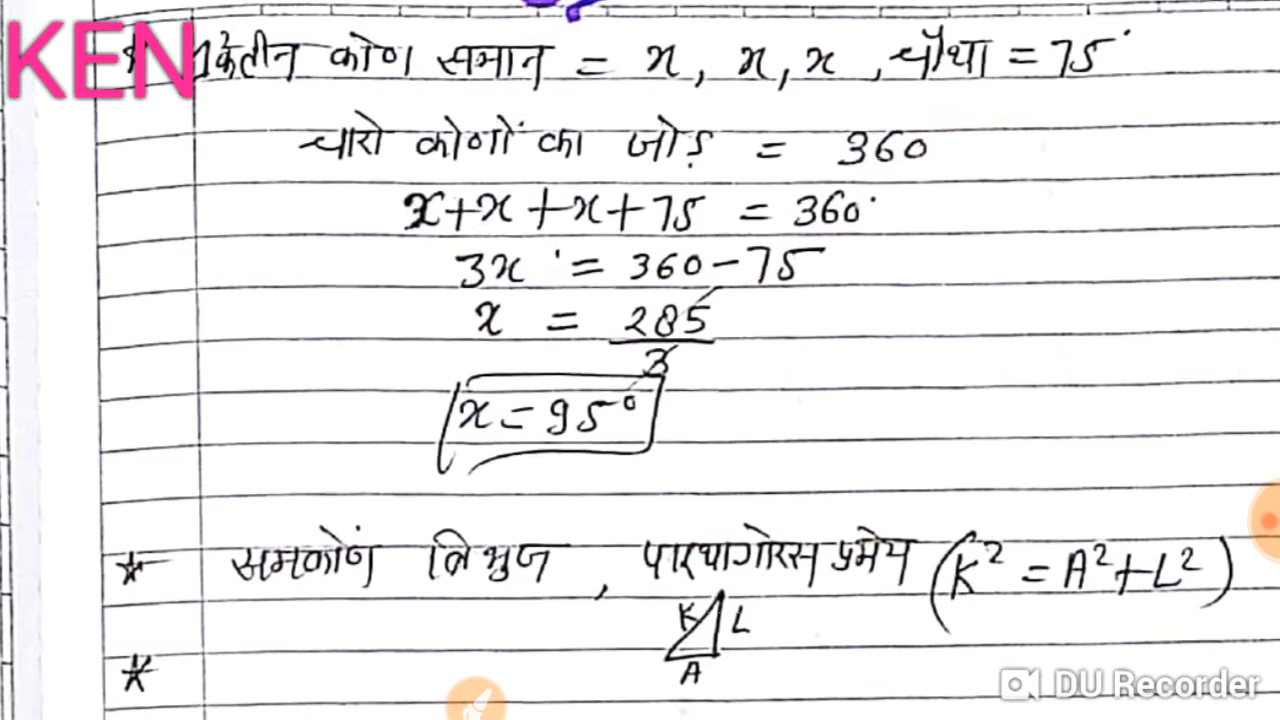 KEN
* के तीन कोण समान = x, x, x, चौथा = 75°
चारो कोणों का जोड़ = 360
x+x+x+75 = 360°
3x = 360-75
x = 285/3
x = 95°
* समकोण त्रिभुज, पाइथागोरस प्रमेय (K² = A²+L²)
K L
A
*
DU Recorder